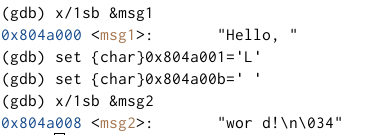 (gdb) x/1sb &msg1
0x804a000 <msg1>: "Hello, "
(gdb) set {char}0x804a001='L'
(gdb) set {char}0x804a00b=' '
(gdb) x/1sb &msg2
0x804a008 <msg2>: "wor d!\n\034"